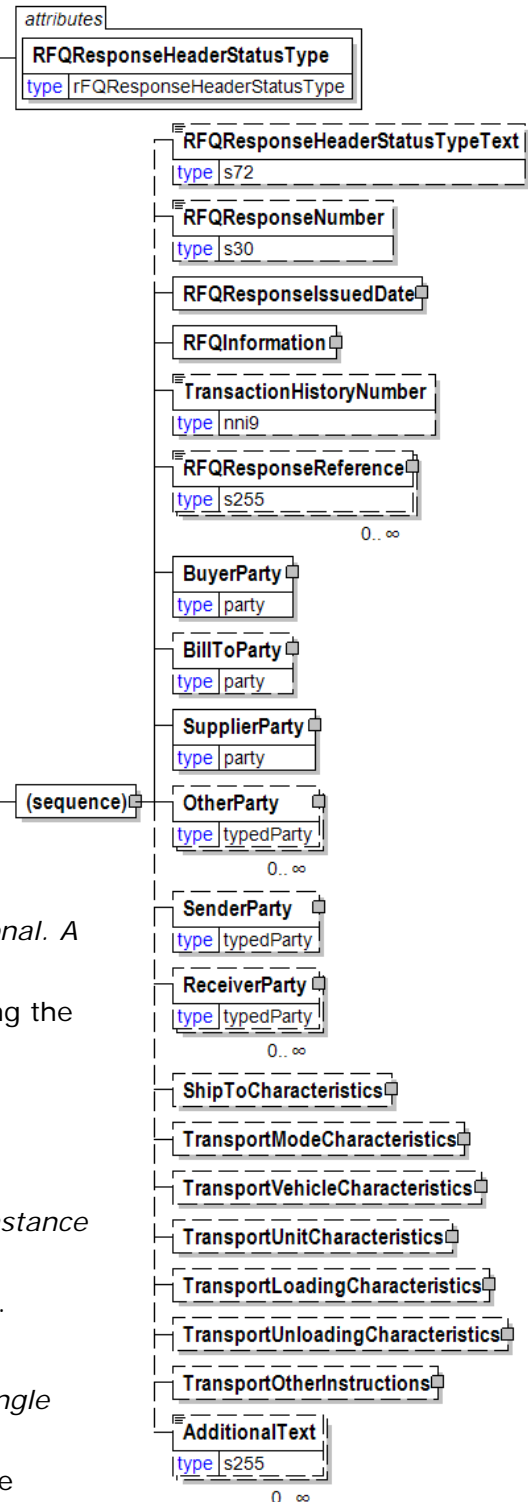 attributes
RFQResponseHeaderStatusType
type rFQResponseHeaderStatusType
RFQResponseHeaderStatusTypeText
type s72
RFQResponseNumber
type s30
RFQResponseIssuedDate
RFQInformation
TransactionHistoryNumber
type nni9
RFQResponseReference
type s255
0.. ∞
BuyerParty
type party
BillToParty
type party
SupplierParty
type party
(sequence)
OtherParty
type typedParty
0.. ∞
SenderParty
type typedParty
ReceiverParty
type typedParty
0.. ∞
ShipToCharacteristics
TransportModeCharacteristics
TransportVehicleCharacteristics
TransportUnitCharacteristics
TransportLoadingCharacteristics
TransportUnloadingCharacteristics
TransportOtherInstructions
AdditionalText
type s255
0.. ∞
nal. A
ng the
stance
.
ngle
e